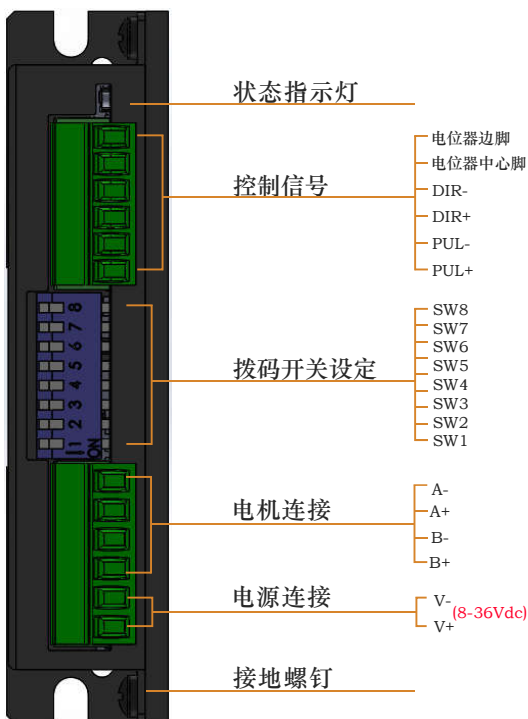 状态指示灯
控制信号
电位器边脚
电位器中心脚
DIR-
DIR+
PUL-
PUL+
8
7
6
5
4
3
2
1
ON
拨码开关设定
SW8
SW7
SW6
SW5
SW4
SW3
SW2
SW1
电机连接
A-
A+
B-
B+
电源连接
V-
(8-36Vdc)
V+
接地螺钉